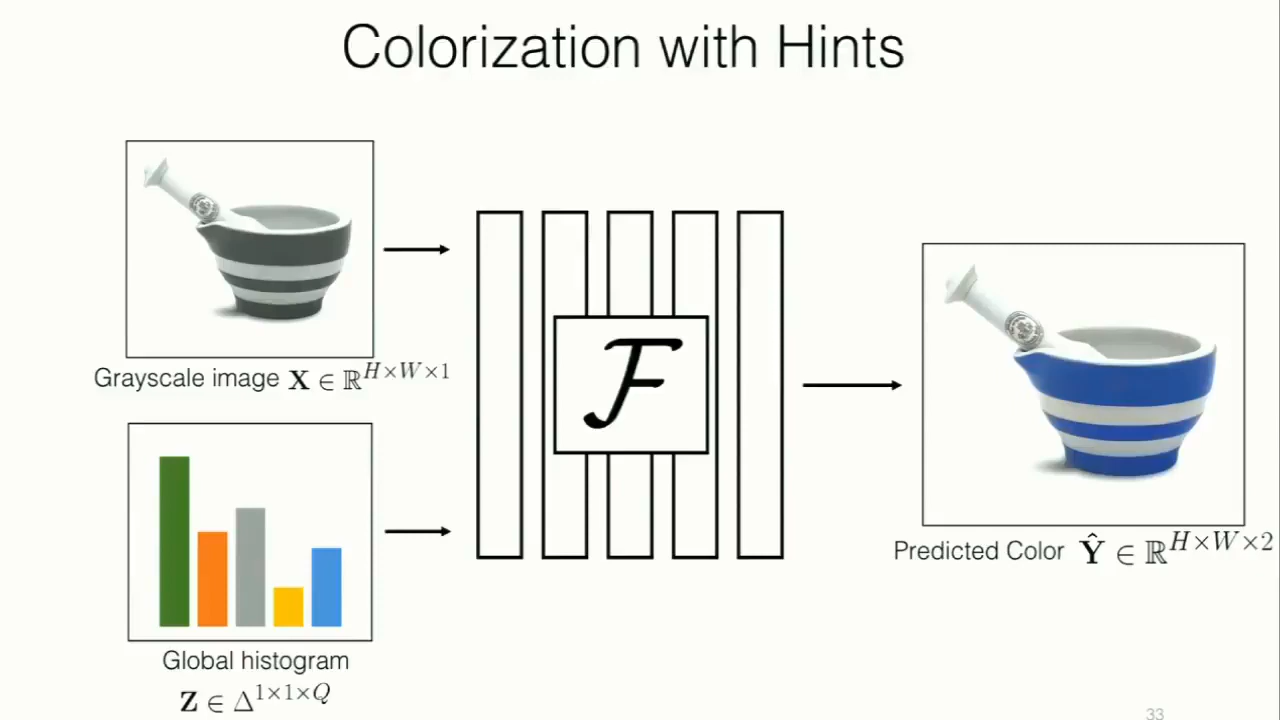 Colorization with Hints
Grayscale image X ∈ ℝ^{H×W×1}
Global histogram
Z ∈ Δ^{1×1×Q}
ℱ
Predicted Color Ŷ ∈ ℝ^{H×W×2}
33